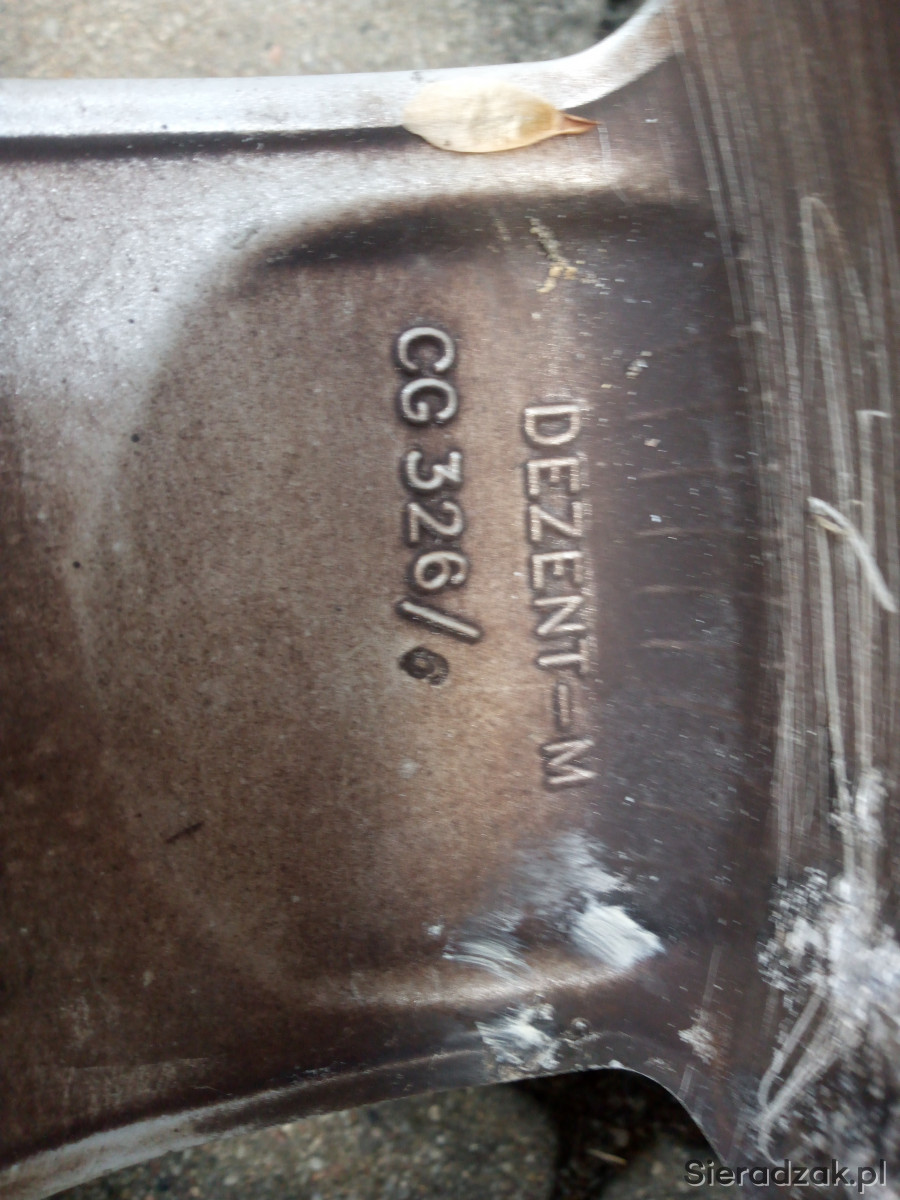 DEZENT-M
CG 326/6
Sieradzak.pl